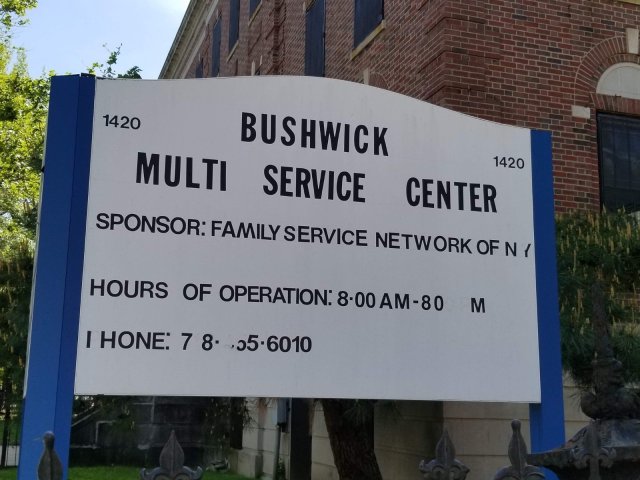 1420
BUSHWICK
1420
MULTI SERVICE CENTER
SPONSOR: FAMILY SERVICE NETWORK OF N
HOURS OF OPERATION: 8:00 AM-80 M
HONE: 7 8· 5·6010